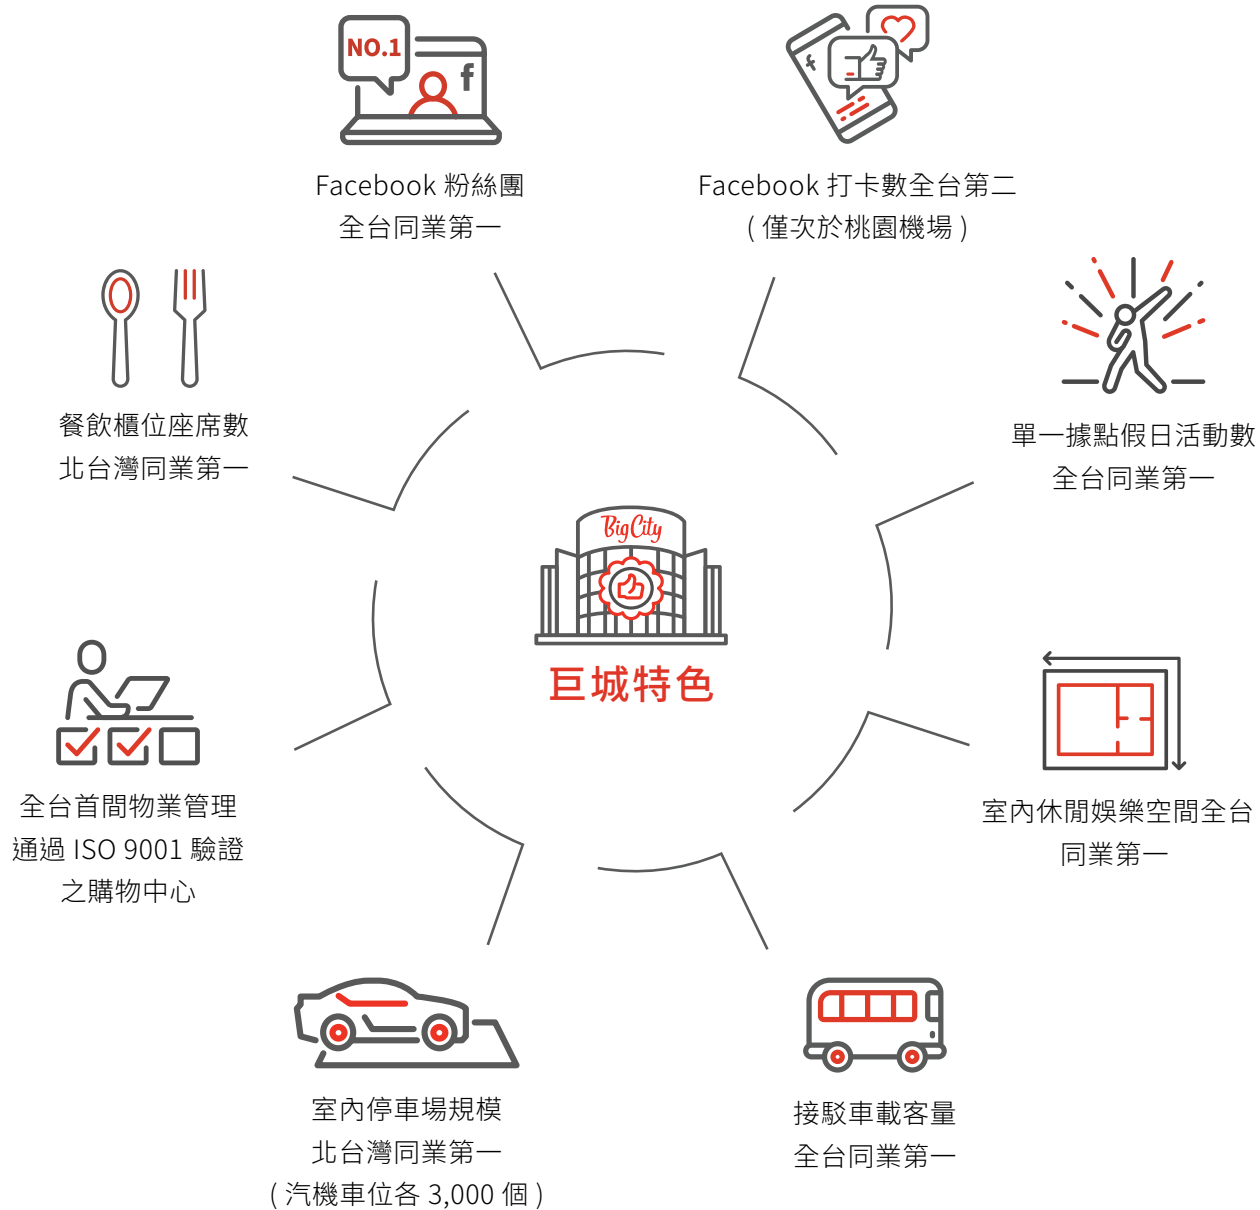 NO.1
f
Facebook 粉絲團
全台同業第一
f
Facebook 打卡數全台第二
( 僅次於桃園機場 )
餐飲櫃位座席數
北台灣同業第一
單一據點假日活動數
全台同業第一
BigCity
巨城特色
全台首間物業管理
通過 ISO 9001 驗證
之購物中心
室內休閒娛樂空間全台
同業第一
室內停車場規模
北台灣同業第一
( 汽機車位各 3,000 個 )
接駁車載客量
全台同業第一